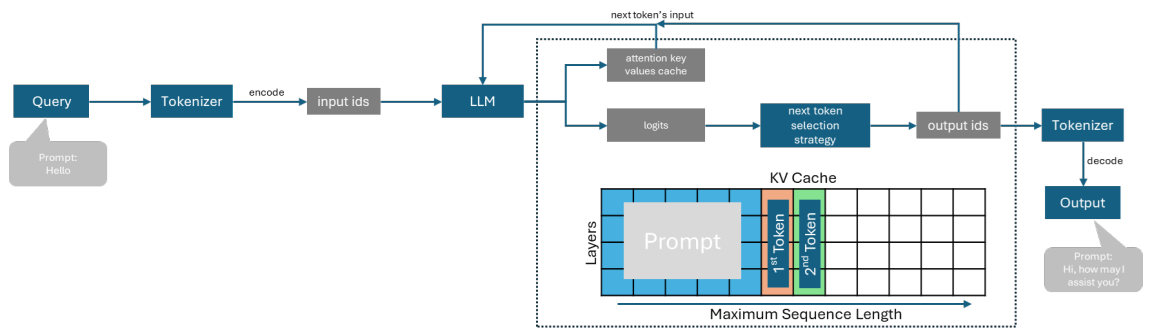 next token's input
attention key
values cache
Query
Tokenizer
encode
input ids
LLM
logits
next token
selection
strategy
output ids
Tokenizer
decode
Output
Prompt:
Hello
Prompt:
Hi, how may I
assist you?
KV Cache
Layers
Prompt
1st Token
2nd Token
Maximum Sequence Length